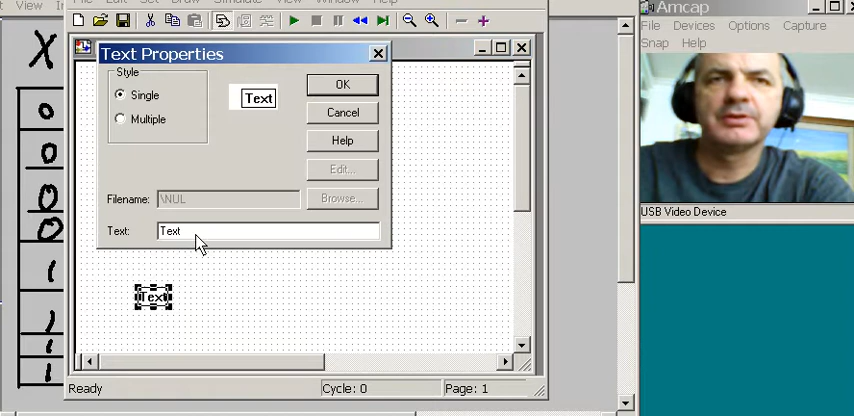 Simulate
View
Amcap
File Devices Options Capture
Snap Help
Text Properties
Style
Single
Multiple
Text
OK
Cancel
Help
Edit...
Browse...
Filename: \NUL
Text: Text
Text
USB Video Device
Ready
Cycle: 0
Page: 1
X
0
0
0
0
1
1
1
1